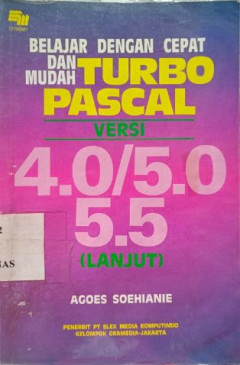 BELAJAR DENGAN CEPAT
DAN
MUDAH TURBO
PASCAL
VERSI
4.0/5.0
5.5
(LANJUT)
AGOES SOEHIANIE
PENERBIT PT ELEX MEDIA KOMPUTINDO
KELOMPOK GRAMEDIA-JAKARTA